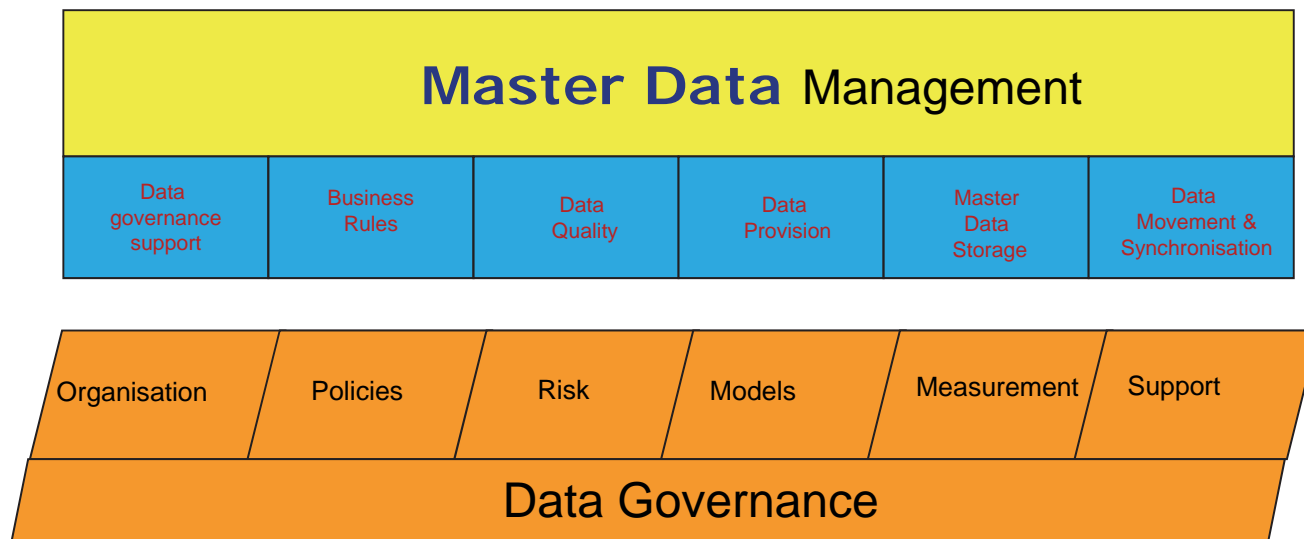 Master Data Management
Data
governance
support
Business
Rules
Data
Quality
Data
Provision
Master
Data
Storage
Data
Movement &
Synchronisation
Organisation
Policies
Risk
Models
Measurement
Support
Data Governance